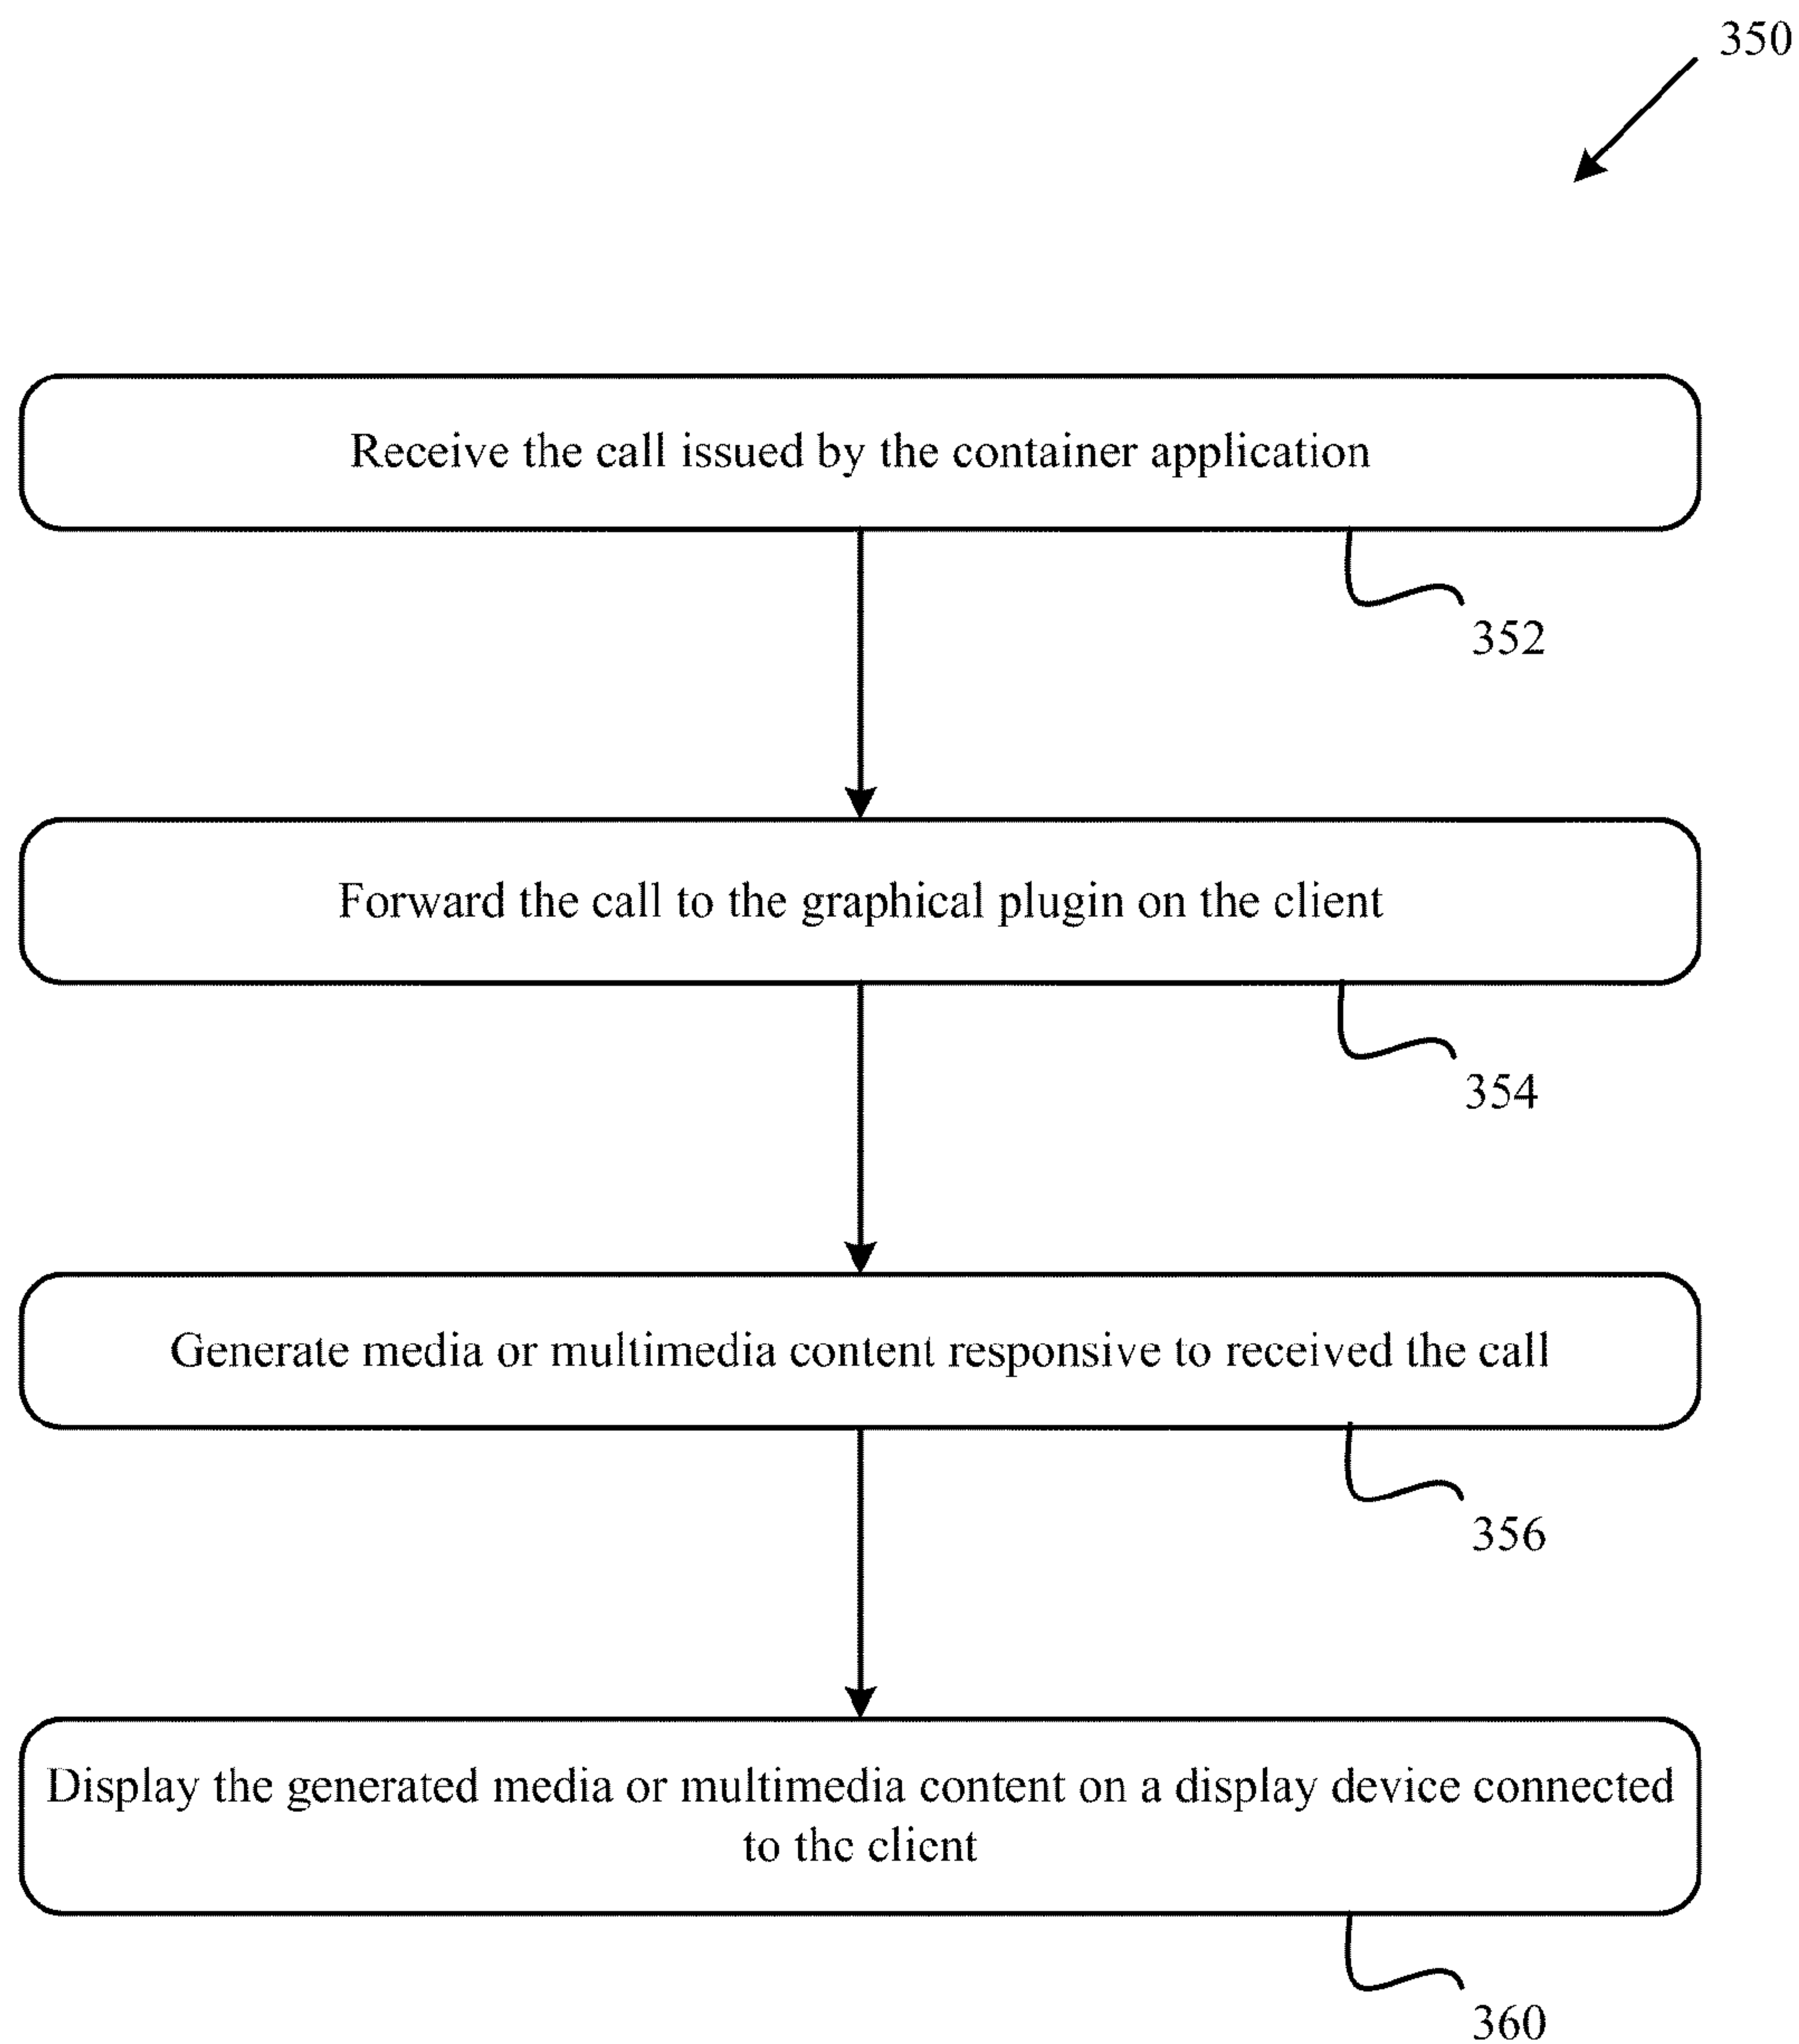 350
Receive the call issued by the container application
352
Forward the call to the graphical plugin on the client
354
Generate media or multimedia content responsive to received the call
356
Display the generated media or multimedia content on a display device connected
to the client
360